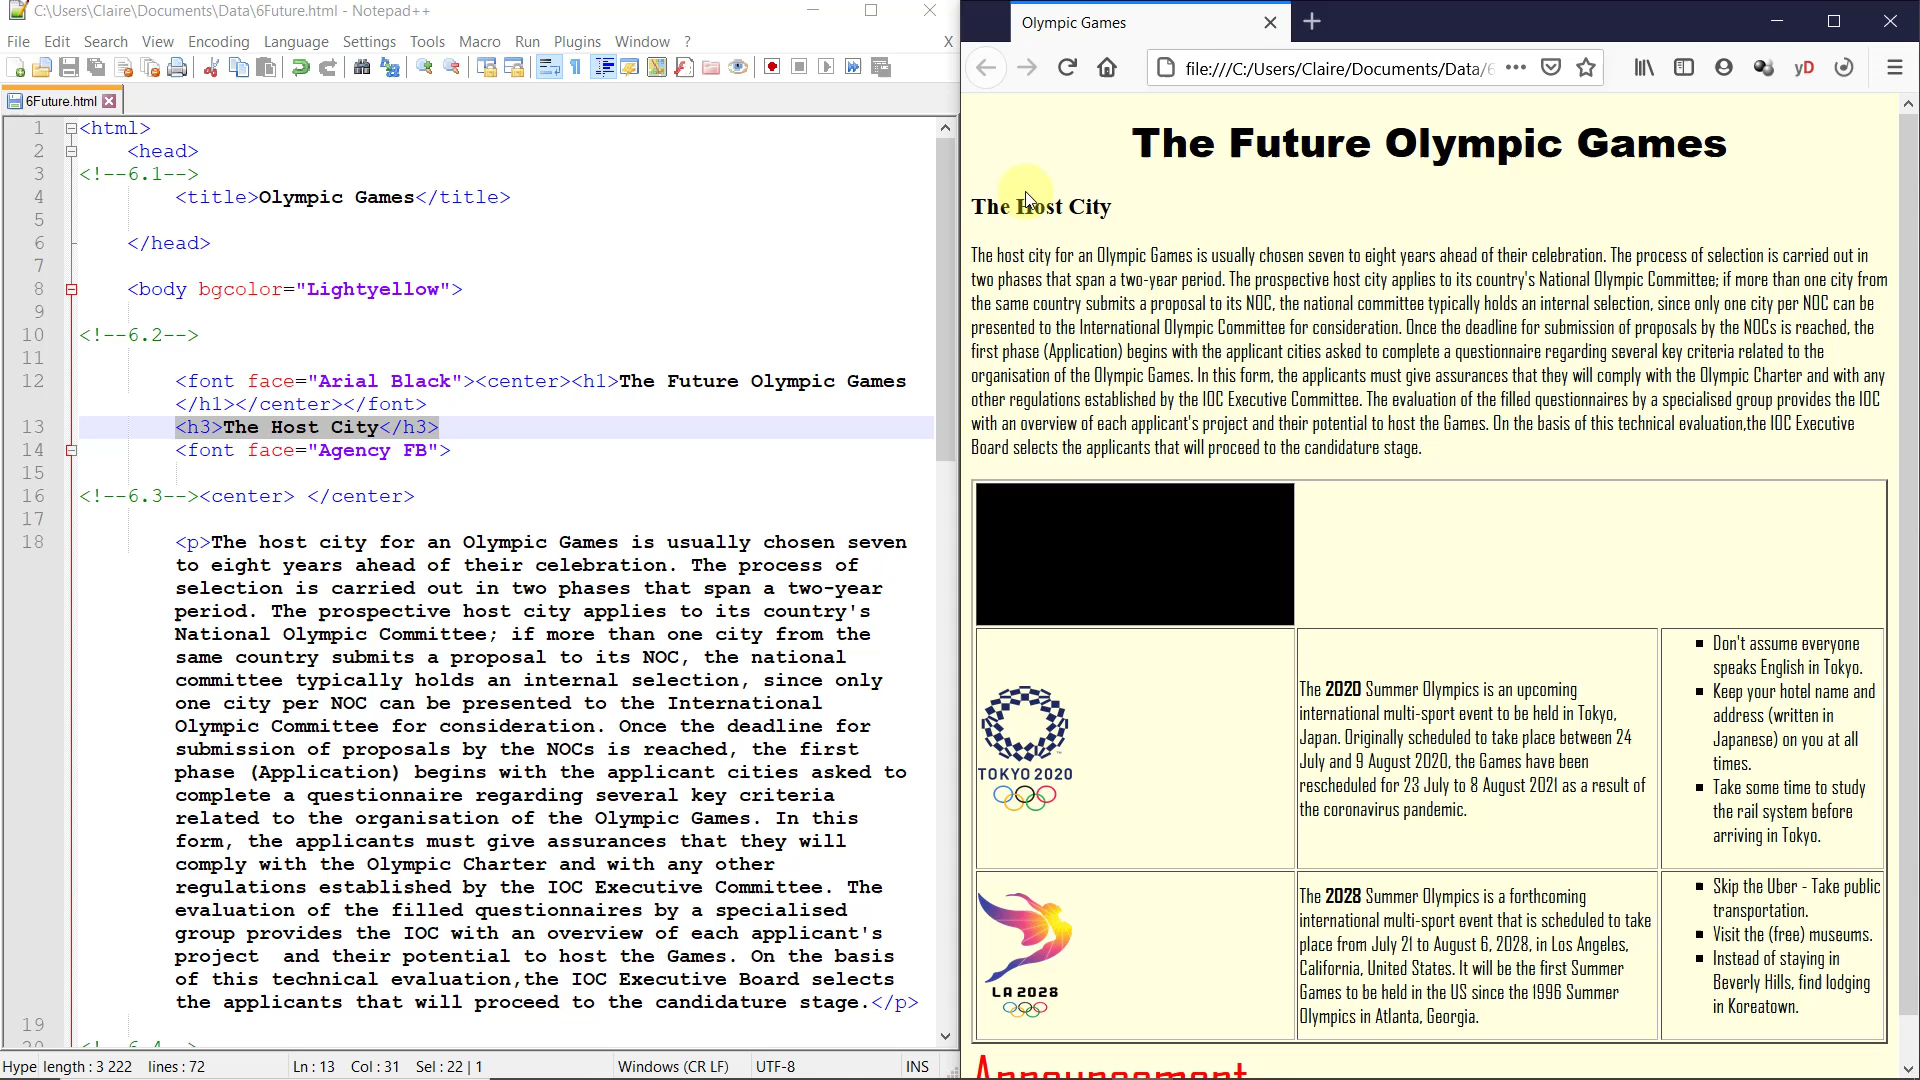 C:\Users\Claire\Documents\Data\6Future.html - Notepad++
File Edit Search View Encoding Language Settings Tools Macro Run Plugins Window ? X
6Future.html
1 <html>
2 <head>
3 <!--6.1-->
4 <title>Olympic Games</title>
5
6 </head>
7
8 <body bgcolor="Lightyellow">
9
10 <!--6.2-->
11
12 <font face="Arial Black"><center><h1>The Future Olympic Games
</h1></center></font>
13 <h3>The Host City</h3>
14 <font face="Agency FB">
15
16 <!--6.3--><center> </center>
17
18 <p>The host city for an Olympic Games is usually chosen seven
to eight years ahead of their celebration. The process of
selection is carried out in two phases that span a two-year
period. The prospective host city applies to its country's
National Olympic Committee; if more than one city from the
same country submits a proposal to its NOC, the national
committee typically holds an internal selection, since only
one city per NOC can be presented to the International
Olympic Committee for consideration. Once the deadline for
submission of proposals by the NOCs is reached, the first
phase (Application) begins with the applicant cities asked to
complete a questionnaire regarding several key criteria
related to the organisation of the Olympic Games. In this
form, the applicants must give assurances that they will
comply with the Olympic Charter and with any other
regulations established by the IOC Executive Committee. The
evaluation of the filled questionnaires by a specialised
group provides the IOC with an overview of each applicant's
project  and their potential to host the Games. On the basis
of this technical evaluation,the IOC Executive Board selects
the applicants that will proceed to the candidature stage.</p>
19
Hype length : 3 222 lines : 72 Ln : 13 Col : 31 Sel : 22 | 1 Windows (CR LF) UTF-8 INS
Olympic Games
file:///C:/Users/Claire/Documents/Data/6
yD
The Future Olympic Games
The Host City
The host city for an Olympic Games is usually chosen seven to eight years ahead of their celebration. The process of selection is carried out in
two phases that span a two-year period. The prospective host city applies to its country's National Olympic Committee; if more than one city from
the same country submits a proposal to its NOC, the national committee typically holds an internal selection, since only one city per NOC can be
presented to the International Olympic Committee for consideration. Once the deadline for submission of proposals by the NOCs is reached, the
first phase (Application) begins with the applicant cities asked to complete a questionnaire regarding several key criteria related to the
organisation of the Olympic Games. In this form, the applicants must give assurances that they will comply with the Olympic Charter and with any
other regulations established by the IOC Executive Committee. The evaluation of the filled questionnaires by a specialised group provides the IOC
with an overview of each applicant's project and their potential to host the Games. On the basis of this technical evaluation,the IOC Executive
Board selects the applicants that will proceed to the candidature stage.
TOKYO 2020
The 2020 Summer Olympics is an upcoming
international multi-sport event to be held in Tokyo,
Japan. Originally scheduled to take place between 24
July and 9 August 2020, the Games have been
rescheduled for 23 July to 8 August 2021 as a result of
the coronavirus pandemic.
Don't assume everyone
speaks English in Tokyo.
Keep your hotel name and
address (written in
Japanese) on you at all
times.
Take some time to study
the rail system before
arriving in Tokyo.
LA 2028
The 2028 Summer Olympics is a forthcoming
international multi-sport event that is scheduled to take
place from July 21 to August 6, 2028, in Los Angeles,
California, United States. It will be the first Summer
Games to be held in the US since the 1996 Summer
Olympics in Atlanta, Georgia.
Skip the Uber - Take public
transportation.
Visit the (free) museums.
Instead of staying in
Beverly Hills, find lodging
in Koreatown.
Announcement